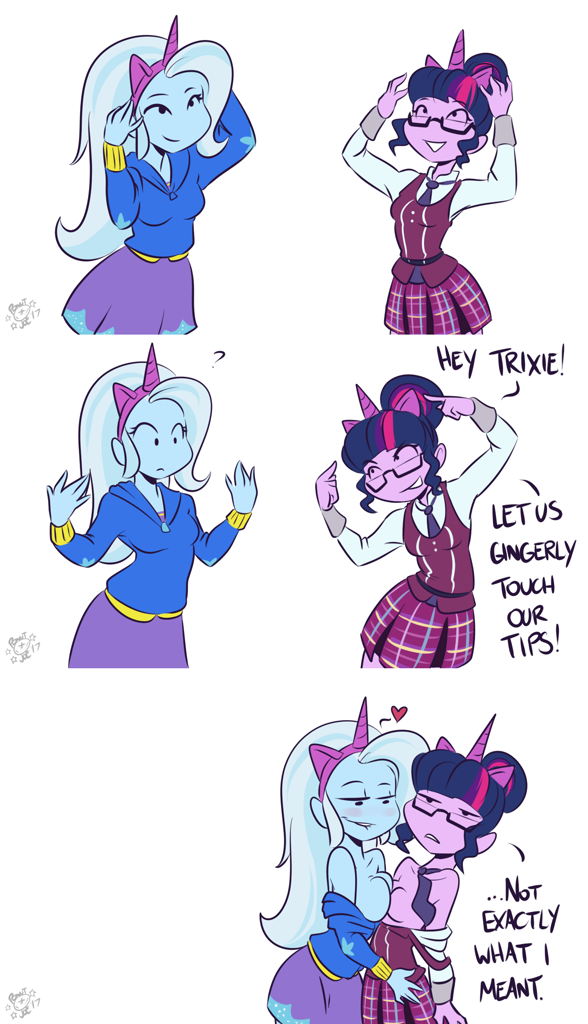 ?
HEY TRIXIE!
LET US
GINGERLY
TOUCH
OUR
TIPS!
...NOT
EXACTLY
WHAT I
MEANT.